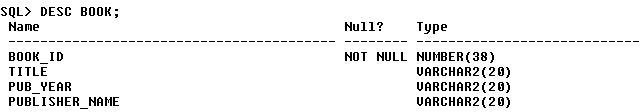 SQL> DESC BOOK;
Name Null? Type
----------------------------------------- -------- ----------------------------
BOOK_ID NOT NULL NUMBER(38)
TITLE VARCHAR2(20)
PUB_YEAR VARCHAR2(20)
PUBLISHER_NAME VARCHAR2(20)